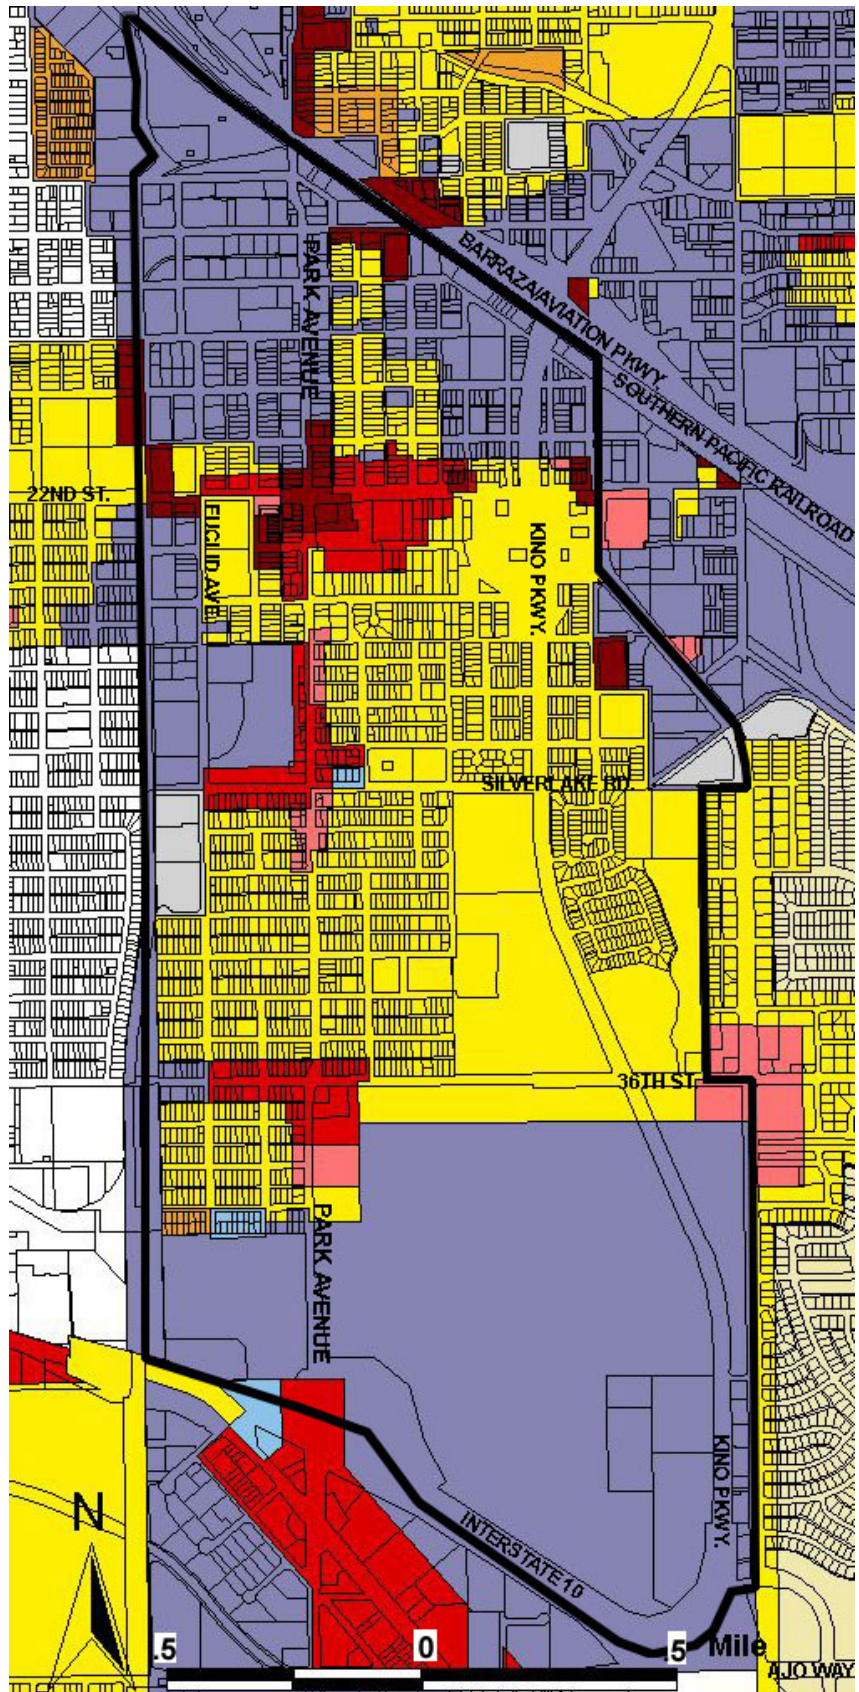 PARK AVENUE
BARRAZA/AVIATION PKWY
SOUTHERN PACIFIC RAILROAD
22ND ST.
EUCLID AVE.
KINO PKWY.
SILVERLAKE RD.
36TH ST.
PARK AVENUE
KINO PKWY.
INTERSTATE 10
N
.5 0 .5 Mile
AJO WAY